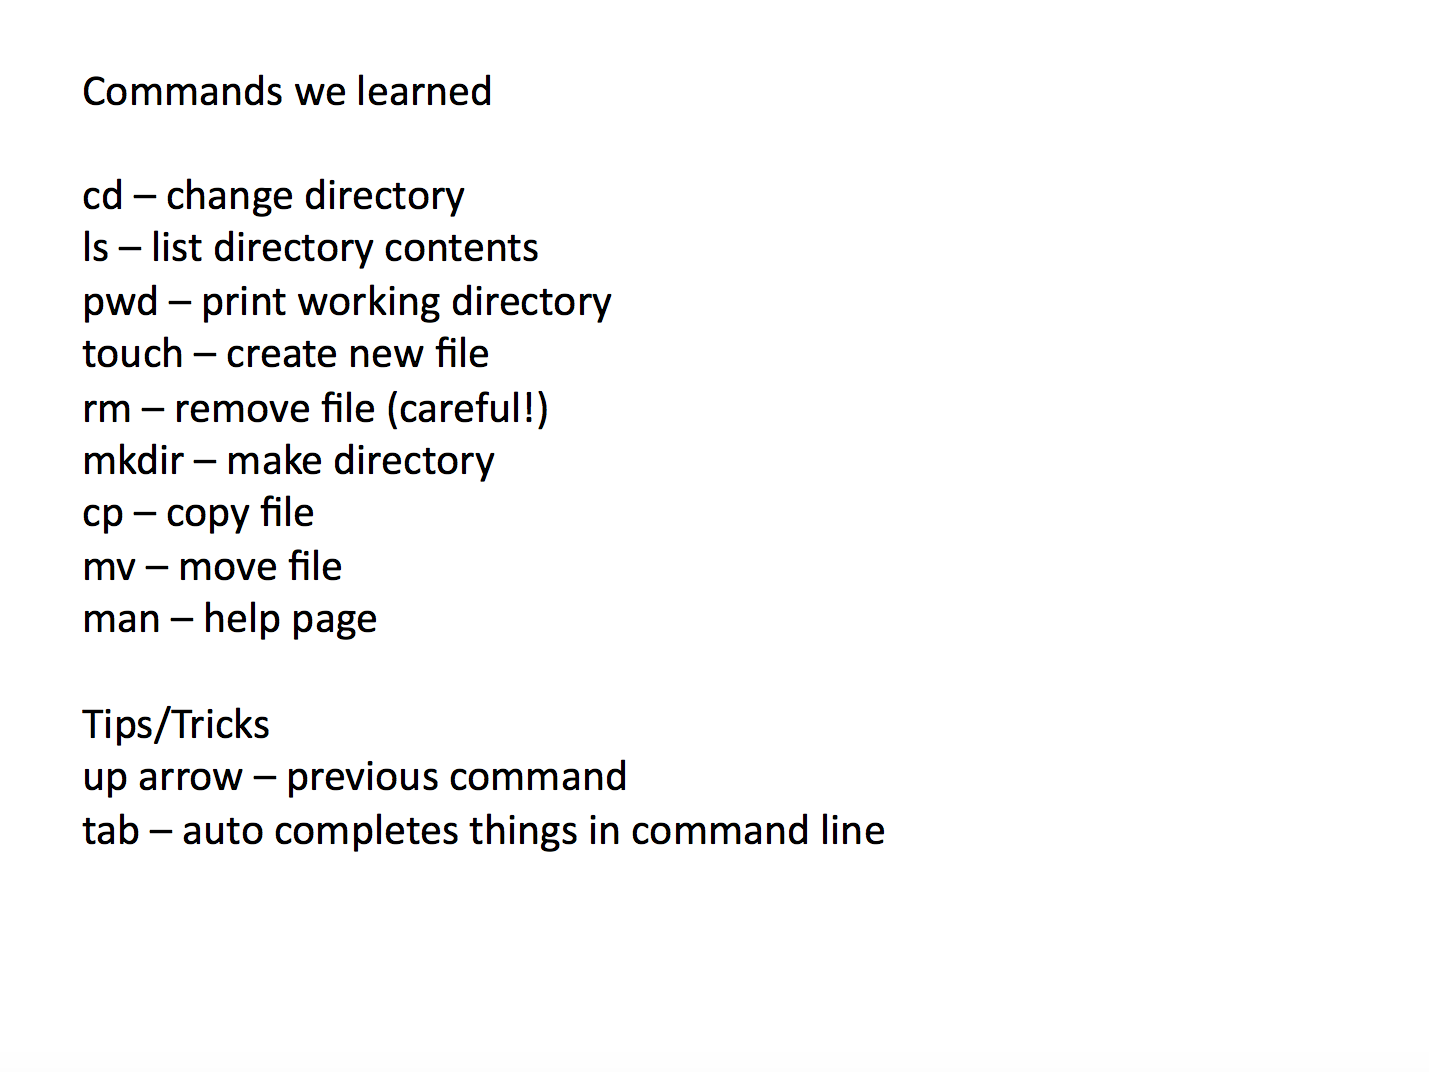 Commands we learned
cd – change directory
ls – list directory contents
pwd – print working directory
touch – create new file
rm – remove file (careful!)
mkdir – make directory
cp – copy file
mv – move file
man – help page
Tips/Tricks
up arrow – previous command
tab – auto completes things in command line